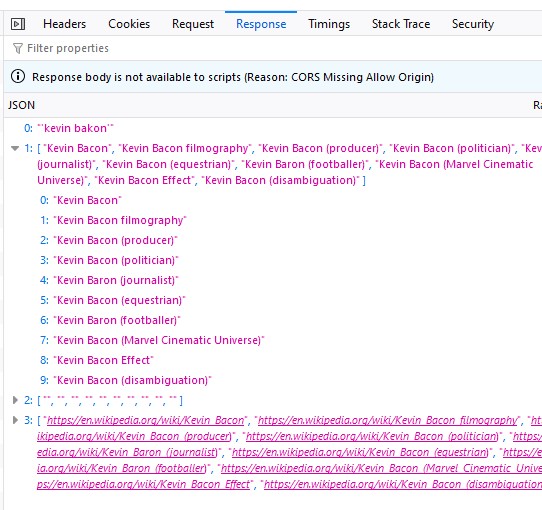 Headers Cookies Request Response Timings Stack Trace Security
Filter properties
Response body is not available to scripts (Reason: CORS Missing Allow Origin)
JSON Ra
0: "'kevin bakon'"
1: [ "Kevin Bacon", "Kevin Bacon filmography", "Kevin Bacon (producer)", "Kevin Bacon (politician)", "Kev
(journalist)", "Kevin Bacon (equestrian)", "Kevin Baron (footballer)", "Kevin Bacon (Marvel Cinematic
Universe)", "Kevin Bacon Effect", "Kevin Bacon (disambiguation)" ]
0: "Kevin Bacon"
1: "Kevin Bacon filmography"
2: "Kevin Bacon (producer)"
3: "Kevin Bacon (politician)"
4: "Kevin Baron (journalist)"
5: "Kevin Bacon (equestrian)"
6: "Kevin Baron (footballer)"
7: "Kevin Bacon (Marvel Cinematic Universe)"
8: "Kevin Bacon Effect"
9: "Kevin Bacon (disambiguation)"
2: [ "", "", "", "", "", "", "", "", "", "" ]
3: [ "https://en.wikipedia.org/wiki/Kevin_Bacon", "https://en.wikipedia.org/wiki/Kevin_Bacon_filmography", "ht
ikipedia.org/wiki/Kevin_Bacon_(producer)", "https://en.wikipedia.org/wiki/Kevin_Bacon_(politician)", "https:/
edia.org/wiki/Kevin_Baron_(journalist)", "https://en.wikipedia.org/wiki/Kevin_Bacon_(equestrian)", "https://e
ia.org/wiki/Kevin_Baron_(footballer)", "https://en.wikipedia.org/wiki/Kevin_Bacon_(Marvel_Cinematic_Unive
ps://en.wikipedia.org/wiki/Kevin_Bacon_Effect", "https://en.wikipedia.org/wiki/Kevin_Bacon_(disambiguation